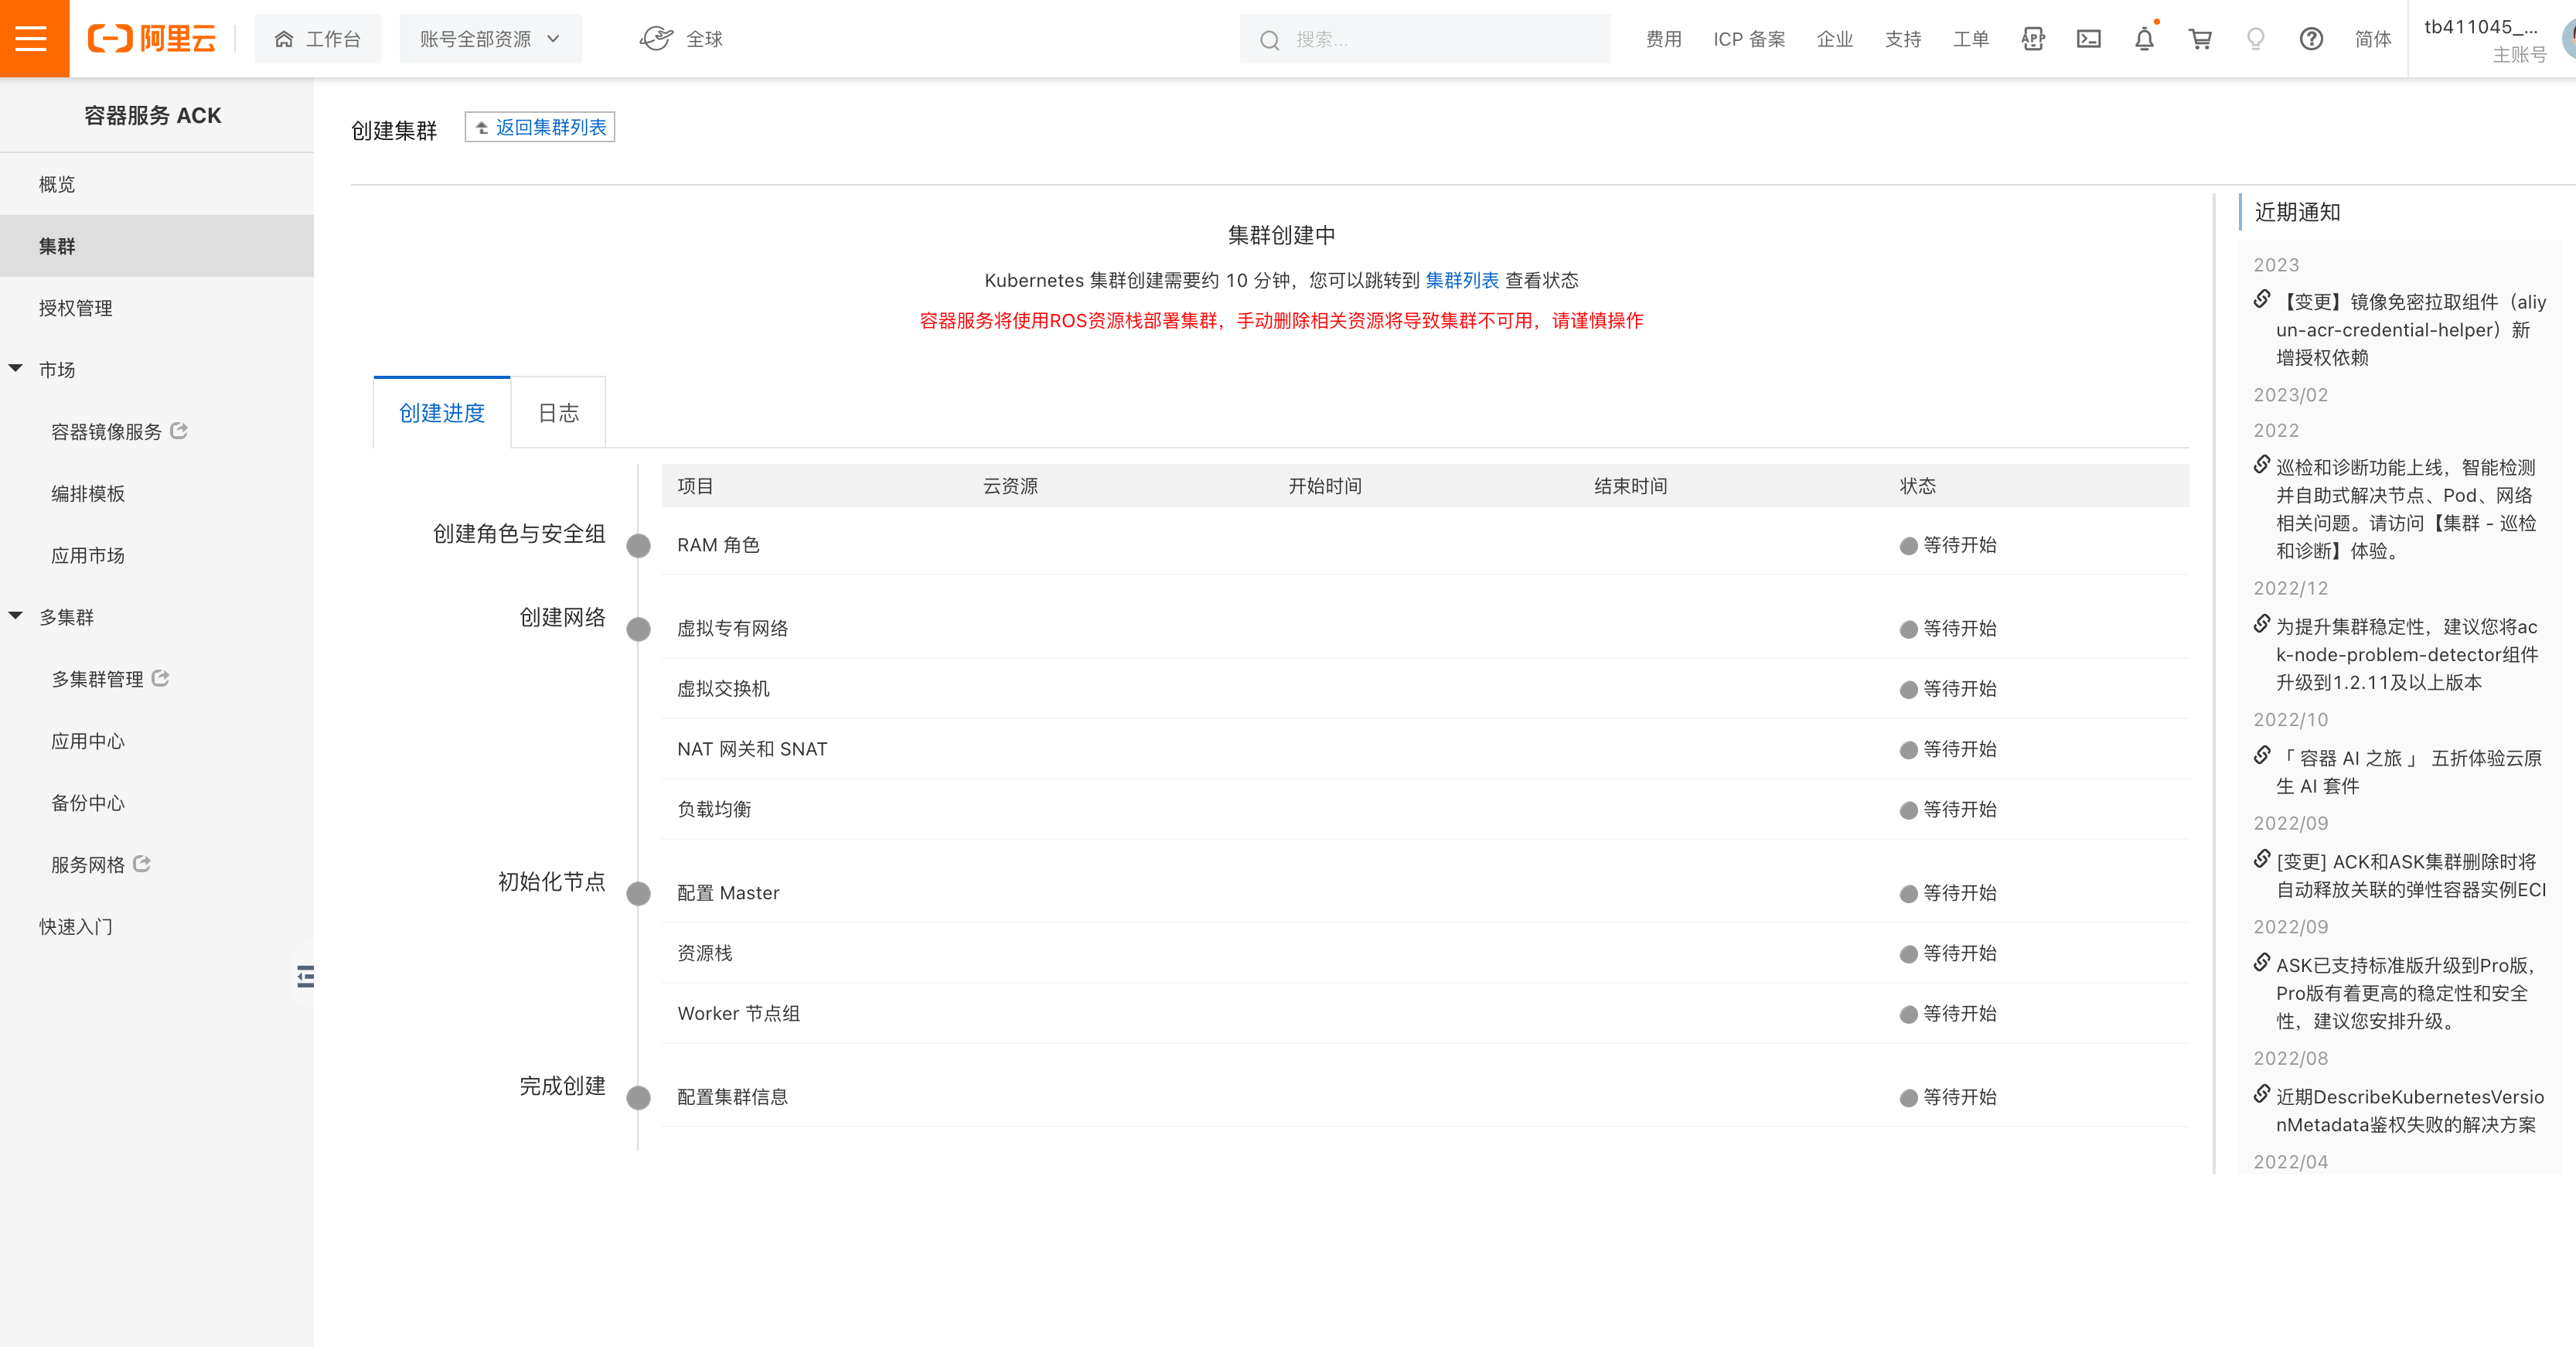 阿里云
工作台
账号全部资源
全球
搜索...
费用
ICP 备案
企业
支持
工单
APP
简体
tb411045_...
主账号
容器服务 ACK
概览
集群
授权管理
市场
容器镜像服务
编排模板
应用市场
多集群
多集群管理
应用中心
备份中心
服务网格
快速入门
创建集群
返回集群列表
集群创建中
Kubernetes 集群创建需要约 10 分钟，您可以跳转到 集群列表 查看状态
容器服务将使用ROS资源栈部署集群，手动删除相关资源将导致集群不可用，请谨慎操作
创建进度
日志
项目 云资源 开始时间 结束时间 状态
创建角色与安全组
RAM 角色 等待开始
创建网络
虚拟专有网络 等待开始
虚拟交换机 等待开始
NAT 网关和 SNAT 等待开始
负载均衡 等待开始
初始化节点
配置 Master 等待开始
资源栈 等待开始
Worker 节点组 等待开始
完成创建
配置集群信息 等待开始
近期通知
2023
【变更】镜像免密拉取组件（aliy
un-acr-credential-helper）新
增授权依赖
2023/02
2022
巡检和诊断功能上线，智能检测
并自助式解决节点、Pod、网络
相关问题。请访问【集群 - 巡检
和诊断】体验。
2022/12
为提升集群稳定性，建议您将ac
k-node-problem-detector组件
升级到1.2.11及以上版本
2022/10
「 容器 AI 之旅 」 五折体验云原
生 AI 套件
2022/09
[变更] ACK和ASK集群删除时将
自动释放关联的弹性容器实例ECI
2022/09
ASK已支持标准版升级到Pro版，
Pro版有着更高的稳定性和安全
性，建议您安排升级。
2022/08
近期DescribeKubernetesVersio
nMetadata鉴权失败的解决方案
2022/04